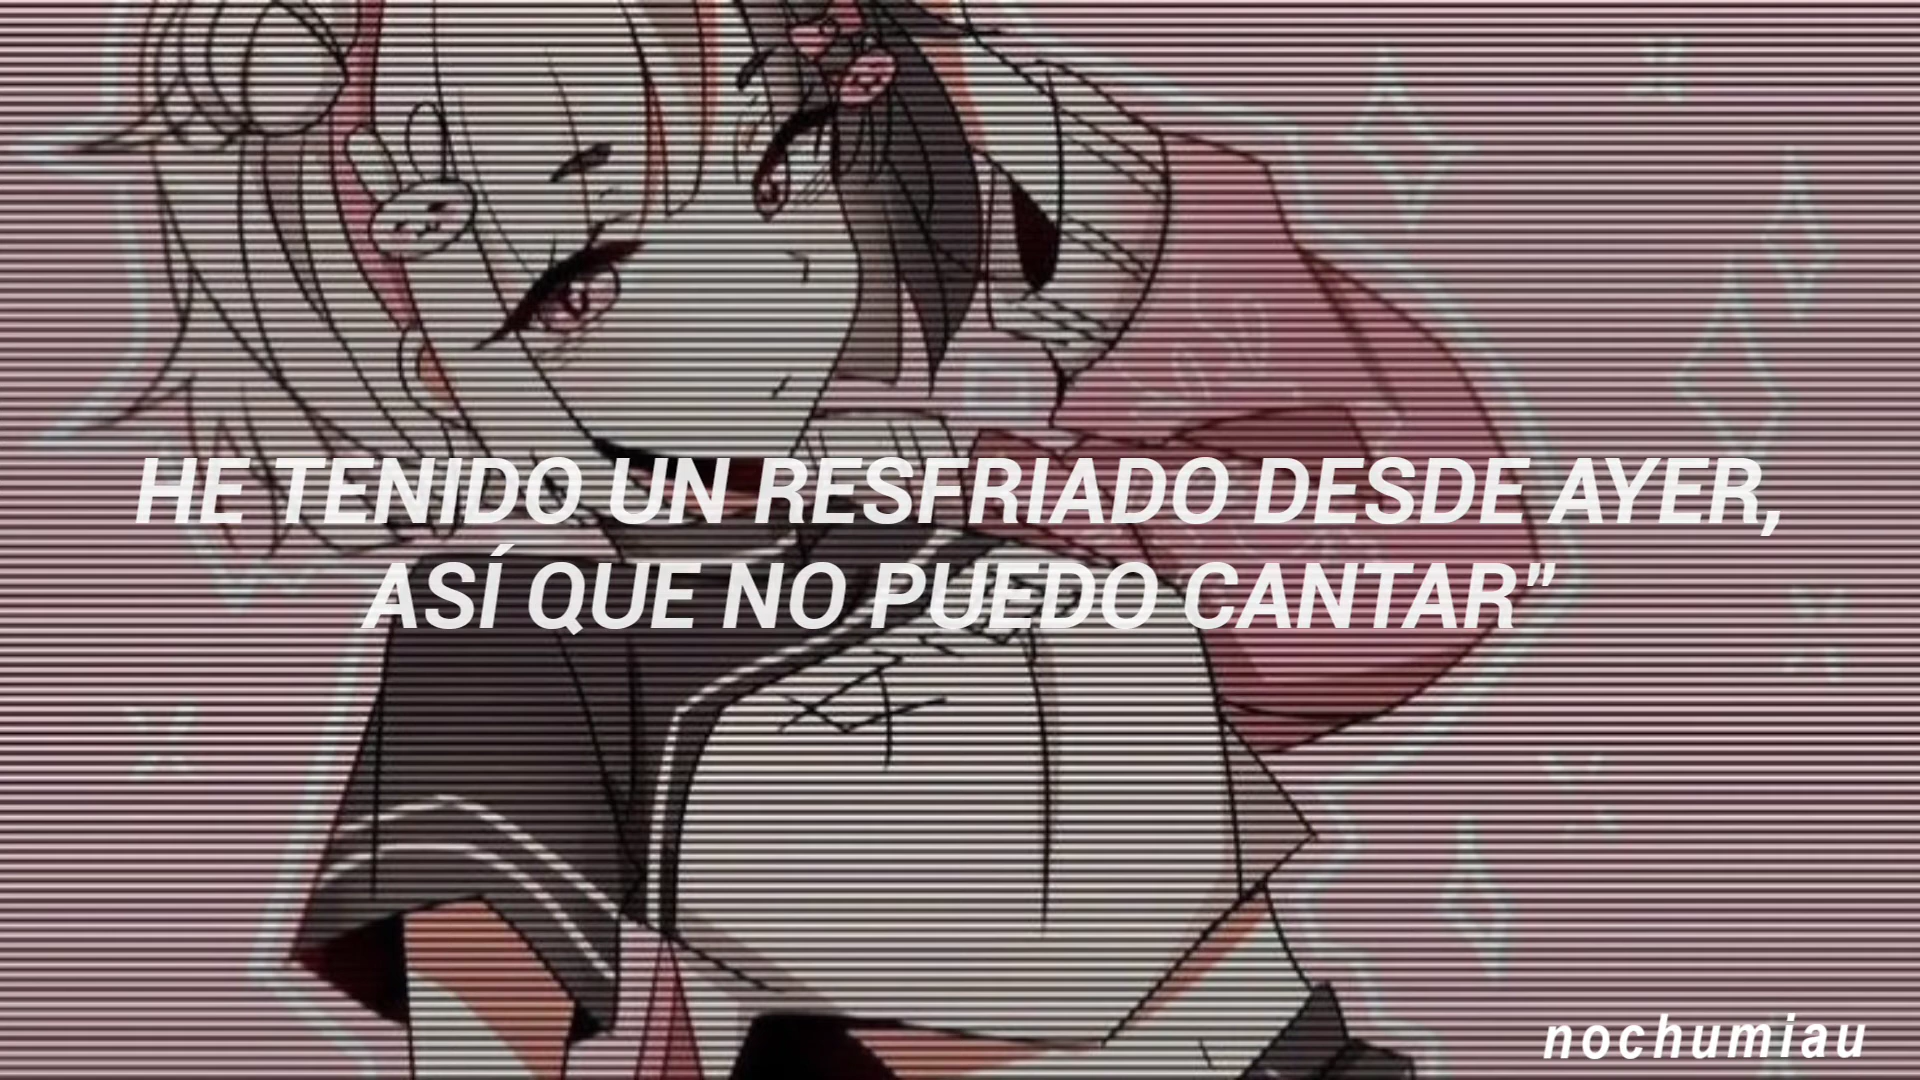 HE TENIDO UN RESFRIADO DESDE AYER,
ASÍ QUE NO PUEDO CANTAR"
nochumiau